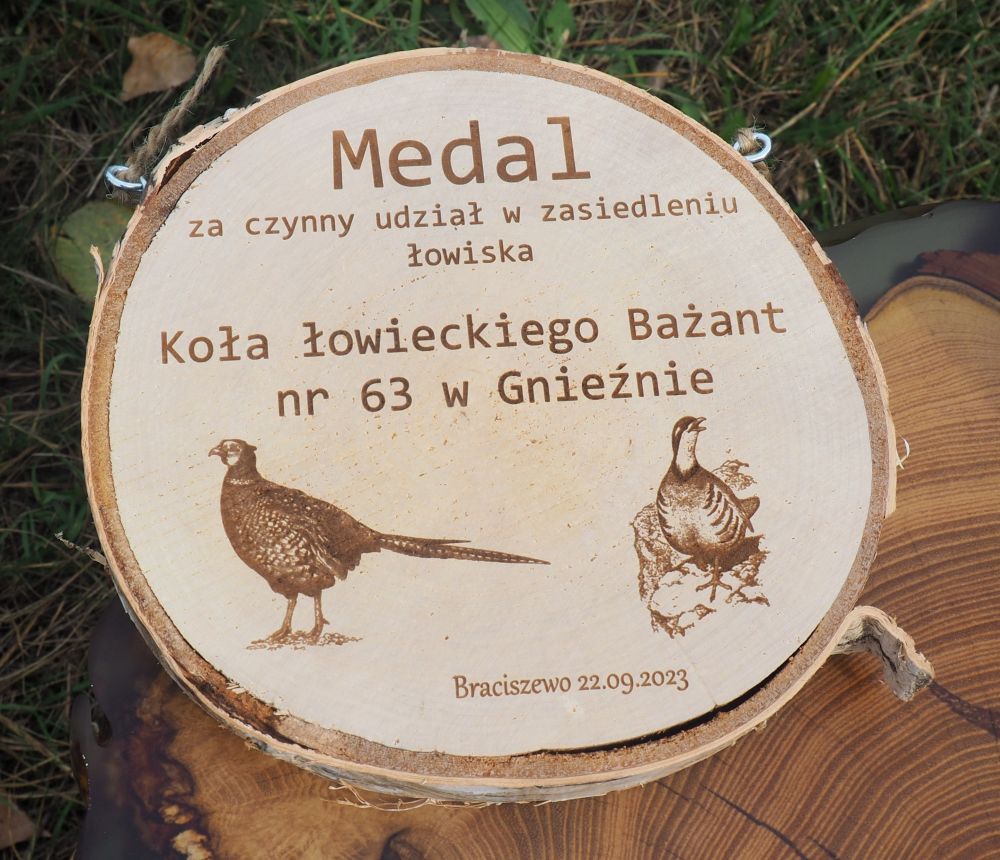 Medal
za czynny udział w zasiedleniu
łowiska
Koła łowieckiego Bażant
nr 63 w Gnieźnie
Braciszewo 22.09.2023